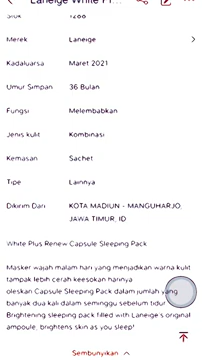 Laneige White Pl...
Stok 1288
Merek Laneige
Kadaluarsa Maret 2021
Umur Simpan 36 Bulan
Fungsi Melembabkan
Jenis kulit Kombinasi
Kemasan Sachet
Tipe Lainnya
Dikirim Dari KOTA MADIUN - MANGUHARJO,
JAWA TIMUR, ID
White Plus Renew Capsule Sleeping Pack
Masker wajah malam hari yang menjadikan warna kulit
tampak lebih cerah keesokan harinya
oleskan Capsule Sleeping Pack dalam jumlah yang
banyak dua kali dalam seminggu sebelum tidur
Brightening sleeping pack filled with Laneige's original
ampoule, brightens skin as you sleep!
Sembunyikan